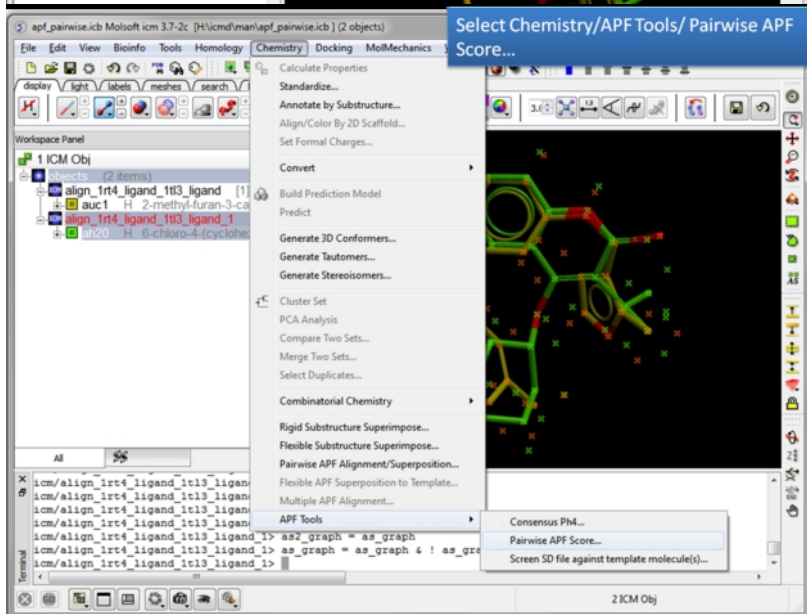 apf_pairwise.icb Molsoft icm 3.7-2c [H:\icmd\man\apf_pairwise.icb ] (2 objects)
Select Chemistry/APF Tools/ Pairwise APF
Score...
File Edit View Bioinfo Tools Homology Chemistry Docking MolMechanics
display light labels meshes search
Workspace Panel
1 ICM Obj
objects (2 items)
align_1rt4_ligand_1tl3_ligand [1]
auc1 H 2-methyl-furan-3-ca
align_1rt4_ligand_1tl3_ligand_1
ah20 H 6-chloro-4-(cyclohe
All
Calculate Properties
Standardize...
Annotate by Substructure...
Align/Color By 2D Scaffold...
Set Formal Charges...
Convert
Build Prediction Model
Predict
Generate 3D Conformers...
Generate Tautomers...
Generate Stereoisomers...
Cluster Set
PCA Analysis
Compare Two Sets...
Merge Two Sets...
Select Duplicates...
Combinatorial Chemistry
Rigid Substructure Superimpose...
Flexible Substructure Superimpose...
Pairwise APF Alignment/Superposition...
Flexible APF Superposition to Template...
Multiple APF Alignment...
APF Tools
Consensus Ph4...
Pairwise APF Score...
Screen SD file against template molecule(s)...
Terminal
icm/align_1rt4_ligand_1tl3_ligand
icm/align_1rt4_ligand_1tl3_ligand
icm/align_1rt4_ligand_1tl3_ligand
icm/align_1rt4_ligand_1tl3_ligand
icm/align_1rt4_ligand_1tl3_ligand_1> as2_graph = as_graph
icm/align_1rt4_ligand_1tl3_ligand_1> as_graph = as_graph & ! as_gra
icm/align_1rt4_ligand_1tl3_ligand_1>
2 ICM Obj